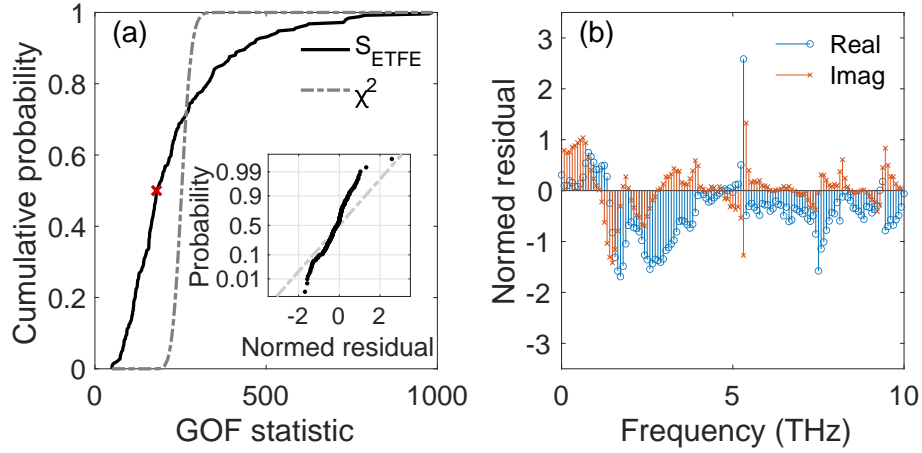 (a)
S_ETFE
χ²
Cumulative probability
1
0.8
0.6
0.4
0.2
0
0
500
1000
GOF statistic
Probability
0.99
0.9
0.5
0.1
0.01
-2
0
2
Normed residual
(b)
Real
Imag
Normed residual
3
2
1
0
-1
-2
-3
0
5
10
Frequency (THz)